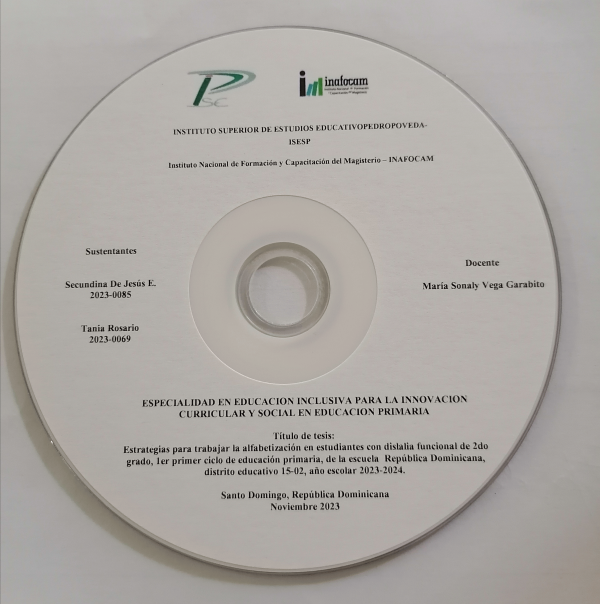 PSC
inafocam
INSTITUTO SUPERIOR DE ESTUDIOS EDUCATIVOPEDROPOVEDA-
ISESP
Instituto Nacional de Formación y Capacitación del Magisterio – INAFOCAM
Sustentantes
Secundina De Jesús E.
2023-0085
Tania Rosario
2023-0069
Docente
María Sonaly Vega Garabito
ESPECIALIDAD EN EDUCACION INCLUSIVA PARA LA INNOVACION
CURRICULAR Y SOCIAL EN EDUCACION PRIMARIA
Título de tesis:
Estrategias para trabajar la alfabetización en estudiantes con dislalia funcional de 2do
grado, 1er primer ciclo de educación primaria, de la escuela República Dominicana,
distrito educativo 15-02, año escolar 2023-2024.
Santo Domingo, República Dominicana
Noviembre 2023